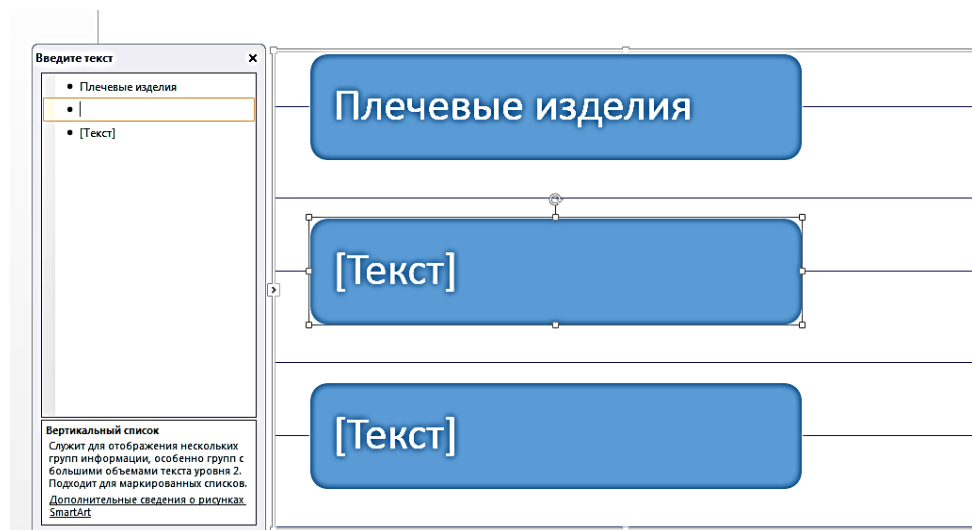 Введите текст
Плечевые изделия
[Текст]
Вертикальный список
Служит для отображения нескольких
групп информации, особенно групп с
большими объемами текста уровня 2.
Подходит для маркированных списков.
Дополнительные сведения о рисунках
SmartArt
Плечевые изделия
[Текст]
[Текст]